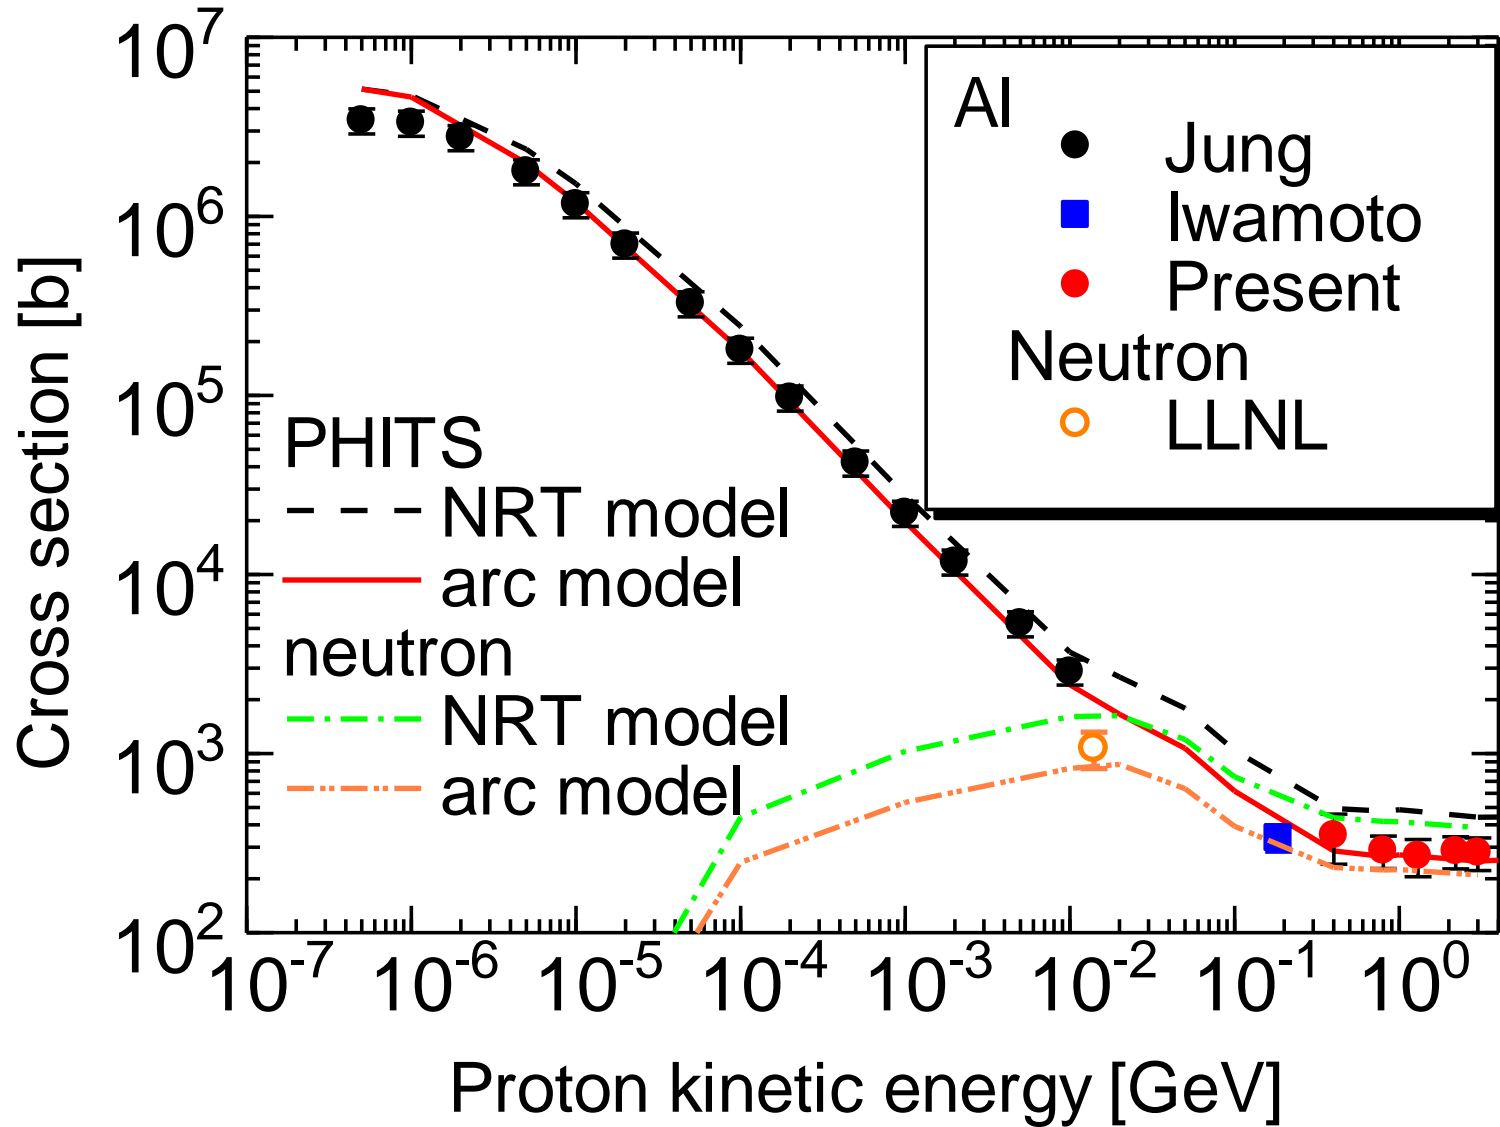 10^7
10^6
10^5
10^4
10^3
10^2
Cross section [b]
Al
Jung
Iwamoto
Present
Neutron
LLNL
PHITS
NRT model
arc model
neutron
NRT model
arc model
10^-7 10^-6 10^-5 10^-4 10^-3 10^-2 10^-1 10^0
Proton kinetic energy [GeV]